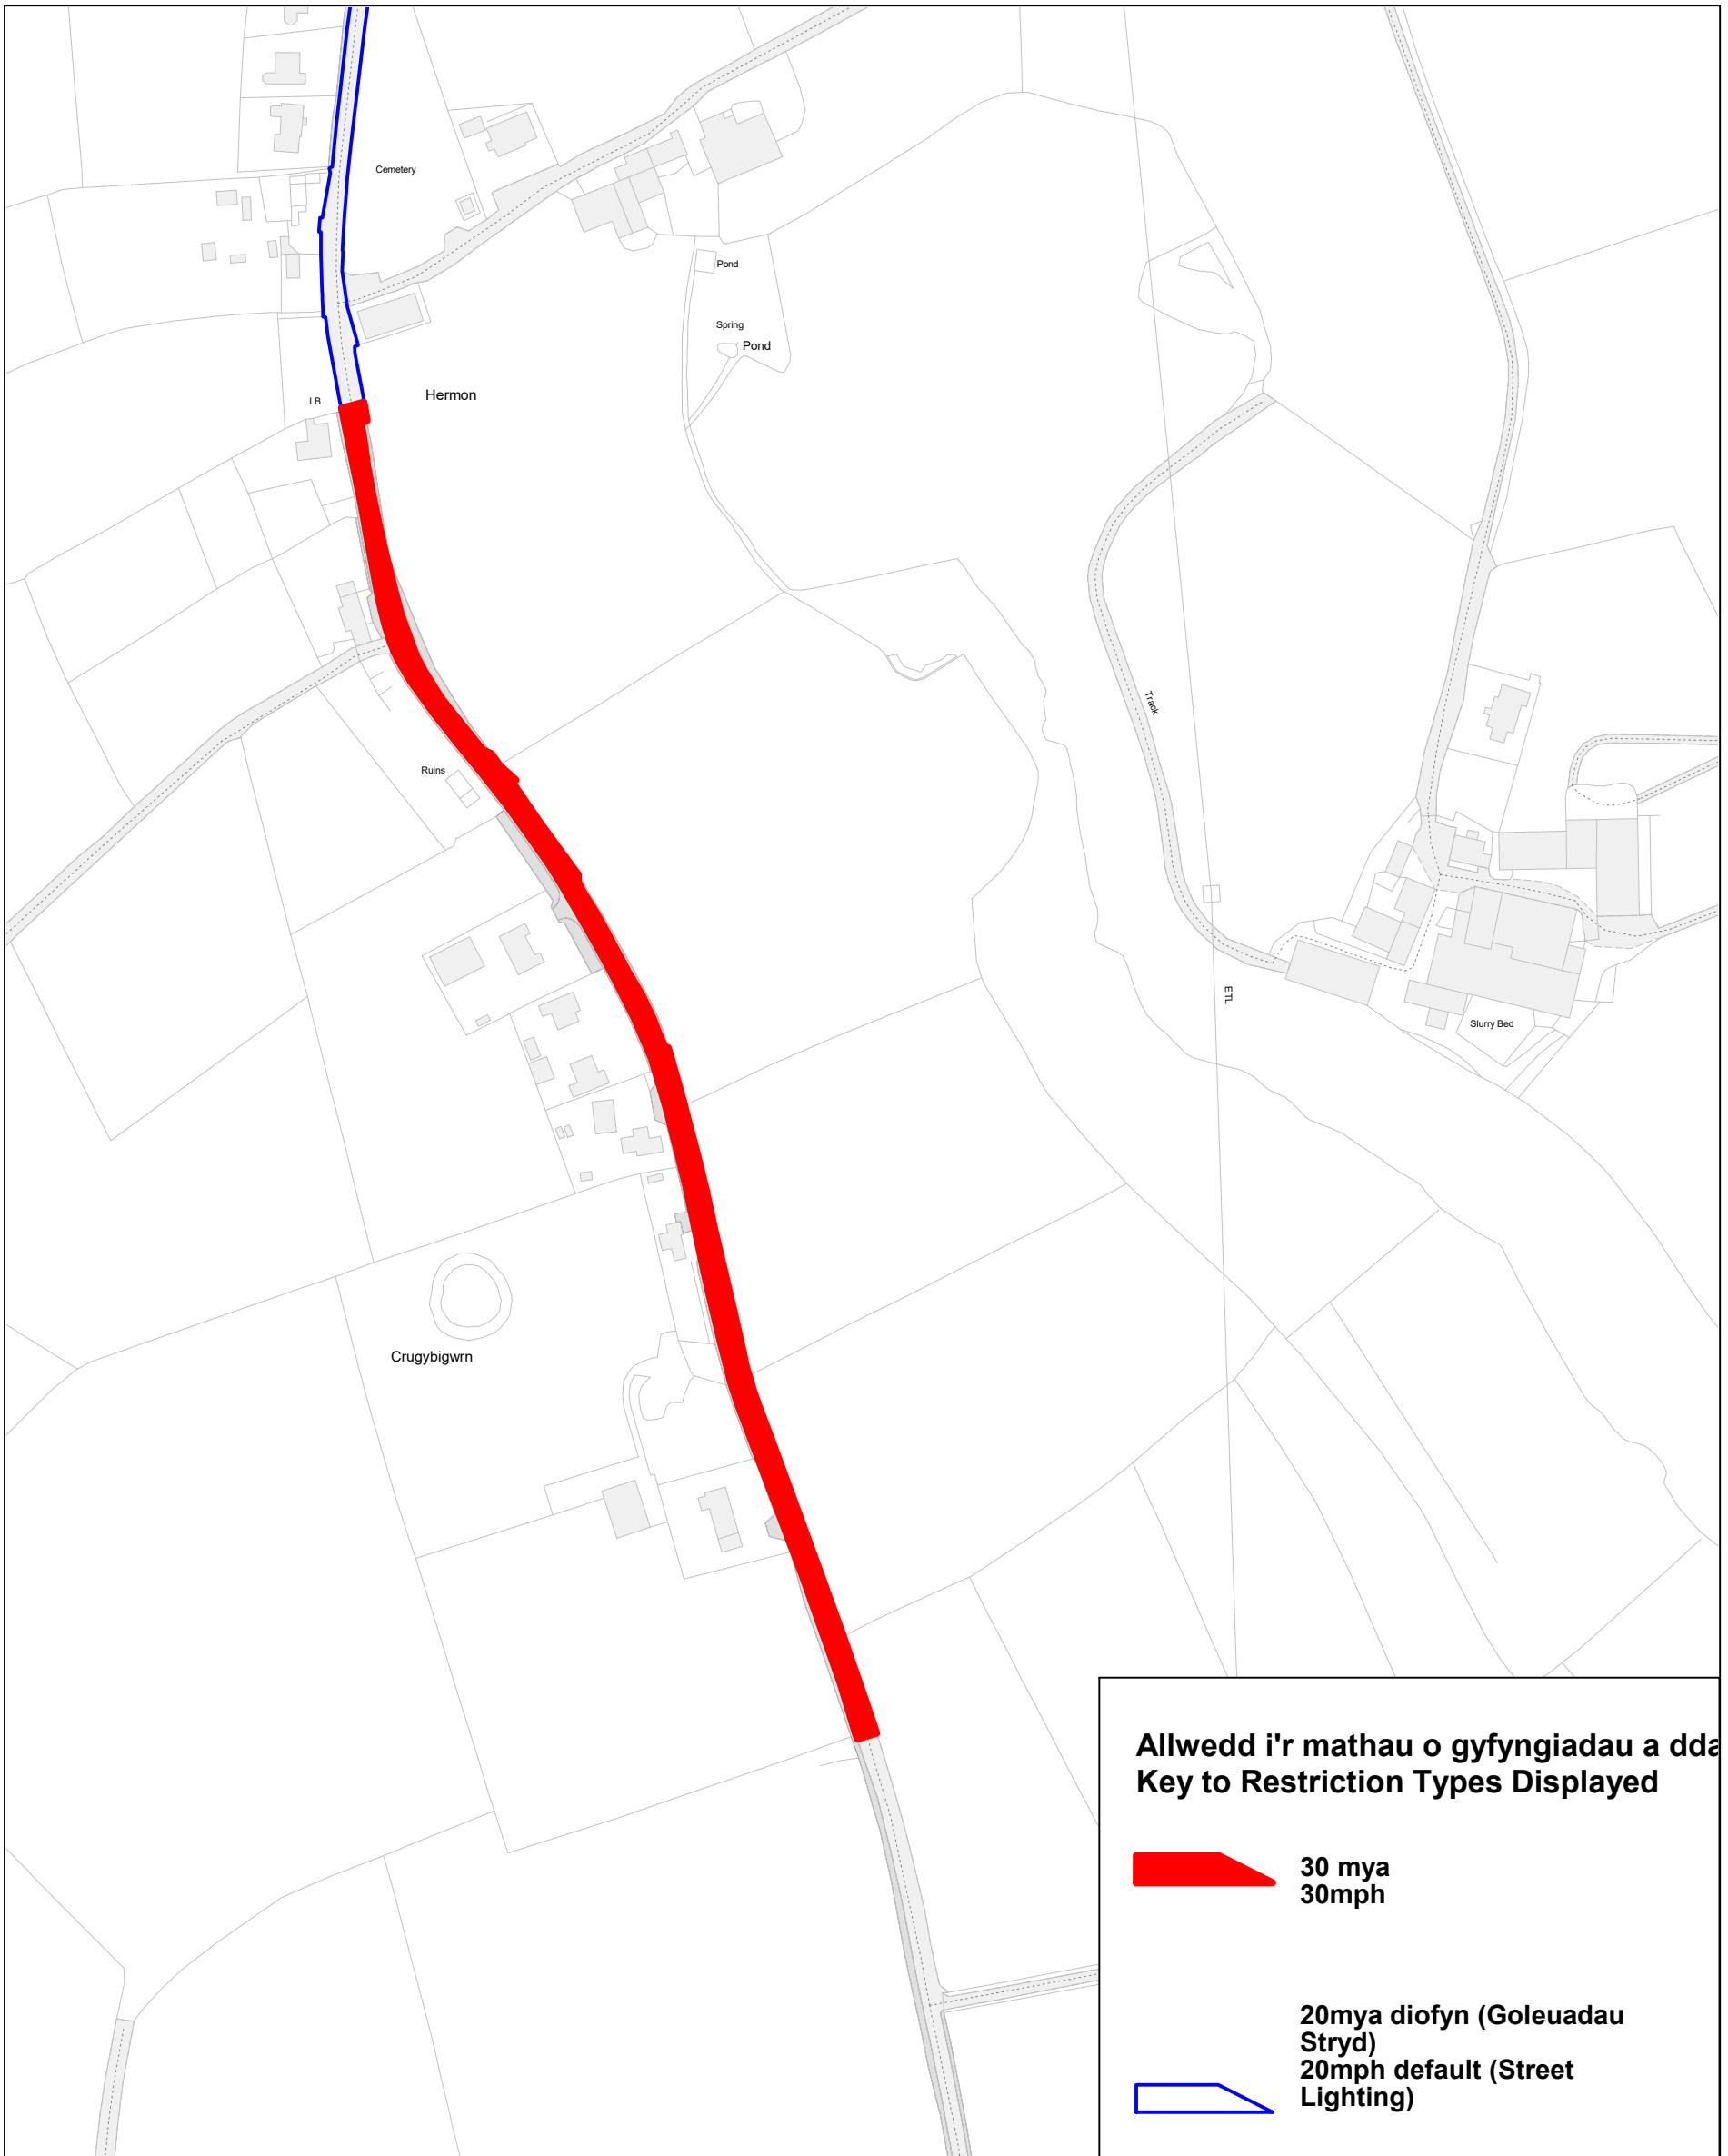 Cemetery
Pond
Spring
Pond
Hermon
LB
Track
Ruins
ETL
Slurry Bed
Crugybigwrn
Allwedd i'r mathau o gyfyngiadau a dda
Key to Restriction Types Displayed
30 mya
30mph
20mya diofyn (Goleuadau
Stryd)
20mph default (Street
Lighting)